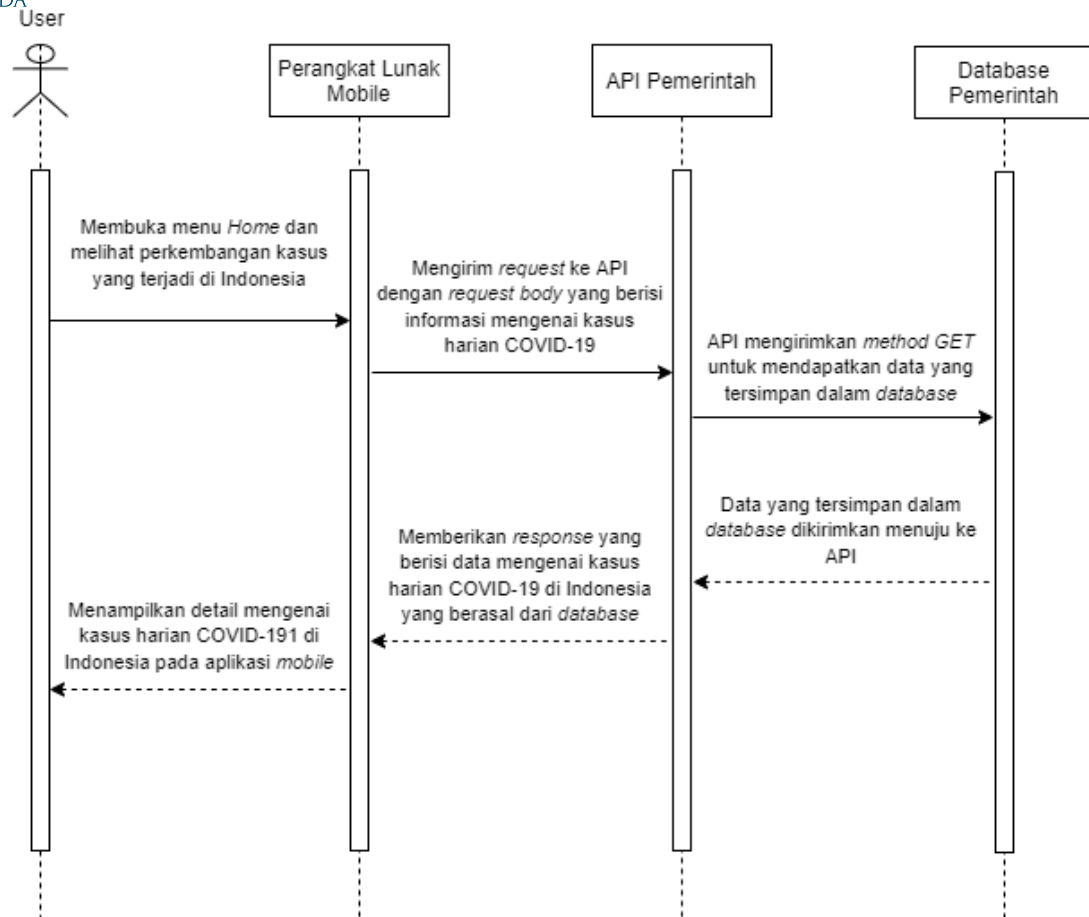 DA
User
Perangkat Lunak
Mobile
API Pemerintah
Database
Pemerintah
Membuka menu Home dan
melihat perkembangan kasus
yang terjadi di Indonesia
Mengirim request ke API
dengan request body yang berisi
informasi mengenai kasus
harian COVID-19
API mengirimkan method GET
untuk mendapatkan data yang
tersimpan dalam database
Data yang tersimpan dalam
database dikirimkan menuju ke
API
Memberikan response yang
berisi data mengenai kasus
harian COVID-19 di Indonesia
yang berasal dari database
Menampilkan detail mengenai
kasus harian COVID-191 di
Indonesia pada aplikasi mobile